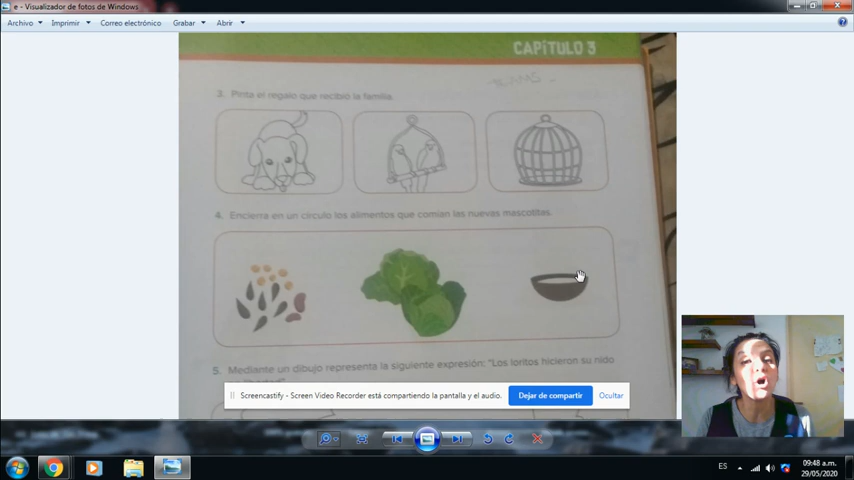 e - Visualizador de fotos de Windows
Archivo Imprimir Correo electrónico Grabar Abrir
CAPÍTULO 3
3. Pinta el regalo que recibió la familia.
4. Encierra en un círculo los alimentos que comían las nuevas mascotitas.
5. Mediante un dibujo representa la siguiente expresión: "Los loritos hicieron su nido
Screencastify - Screen Video Recorder está compartiendo la pantalla y el audio. Dejar de compartir Ocultar
ES 09:48 a.m.
29/05/2020